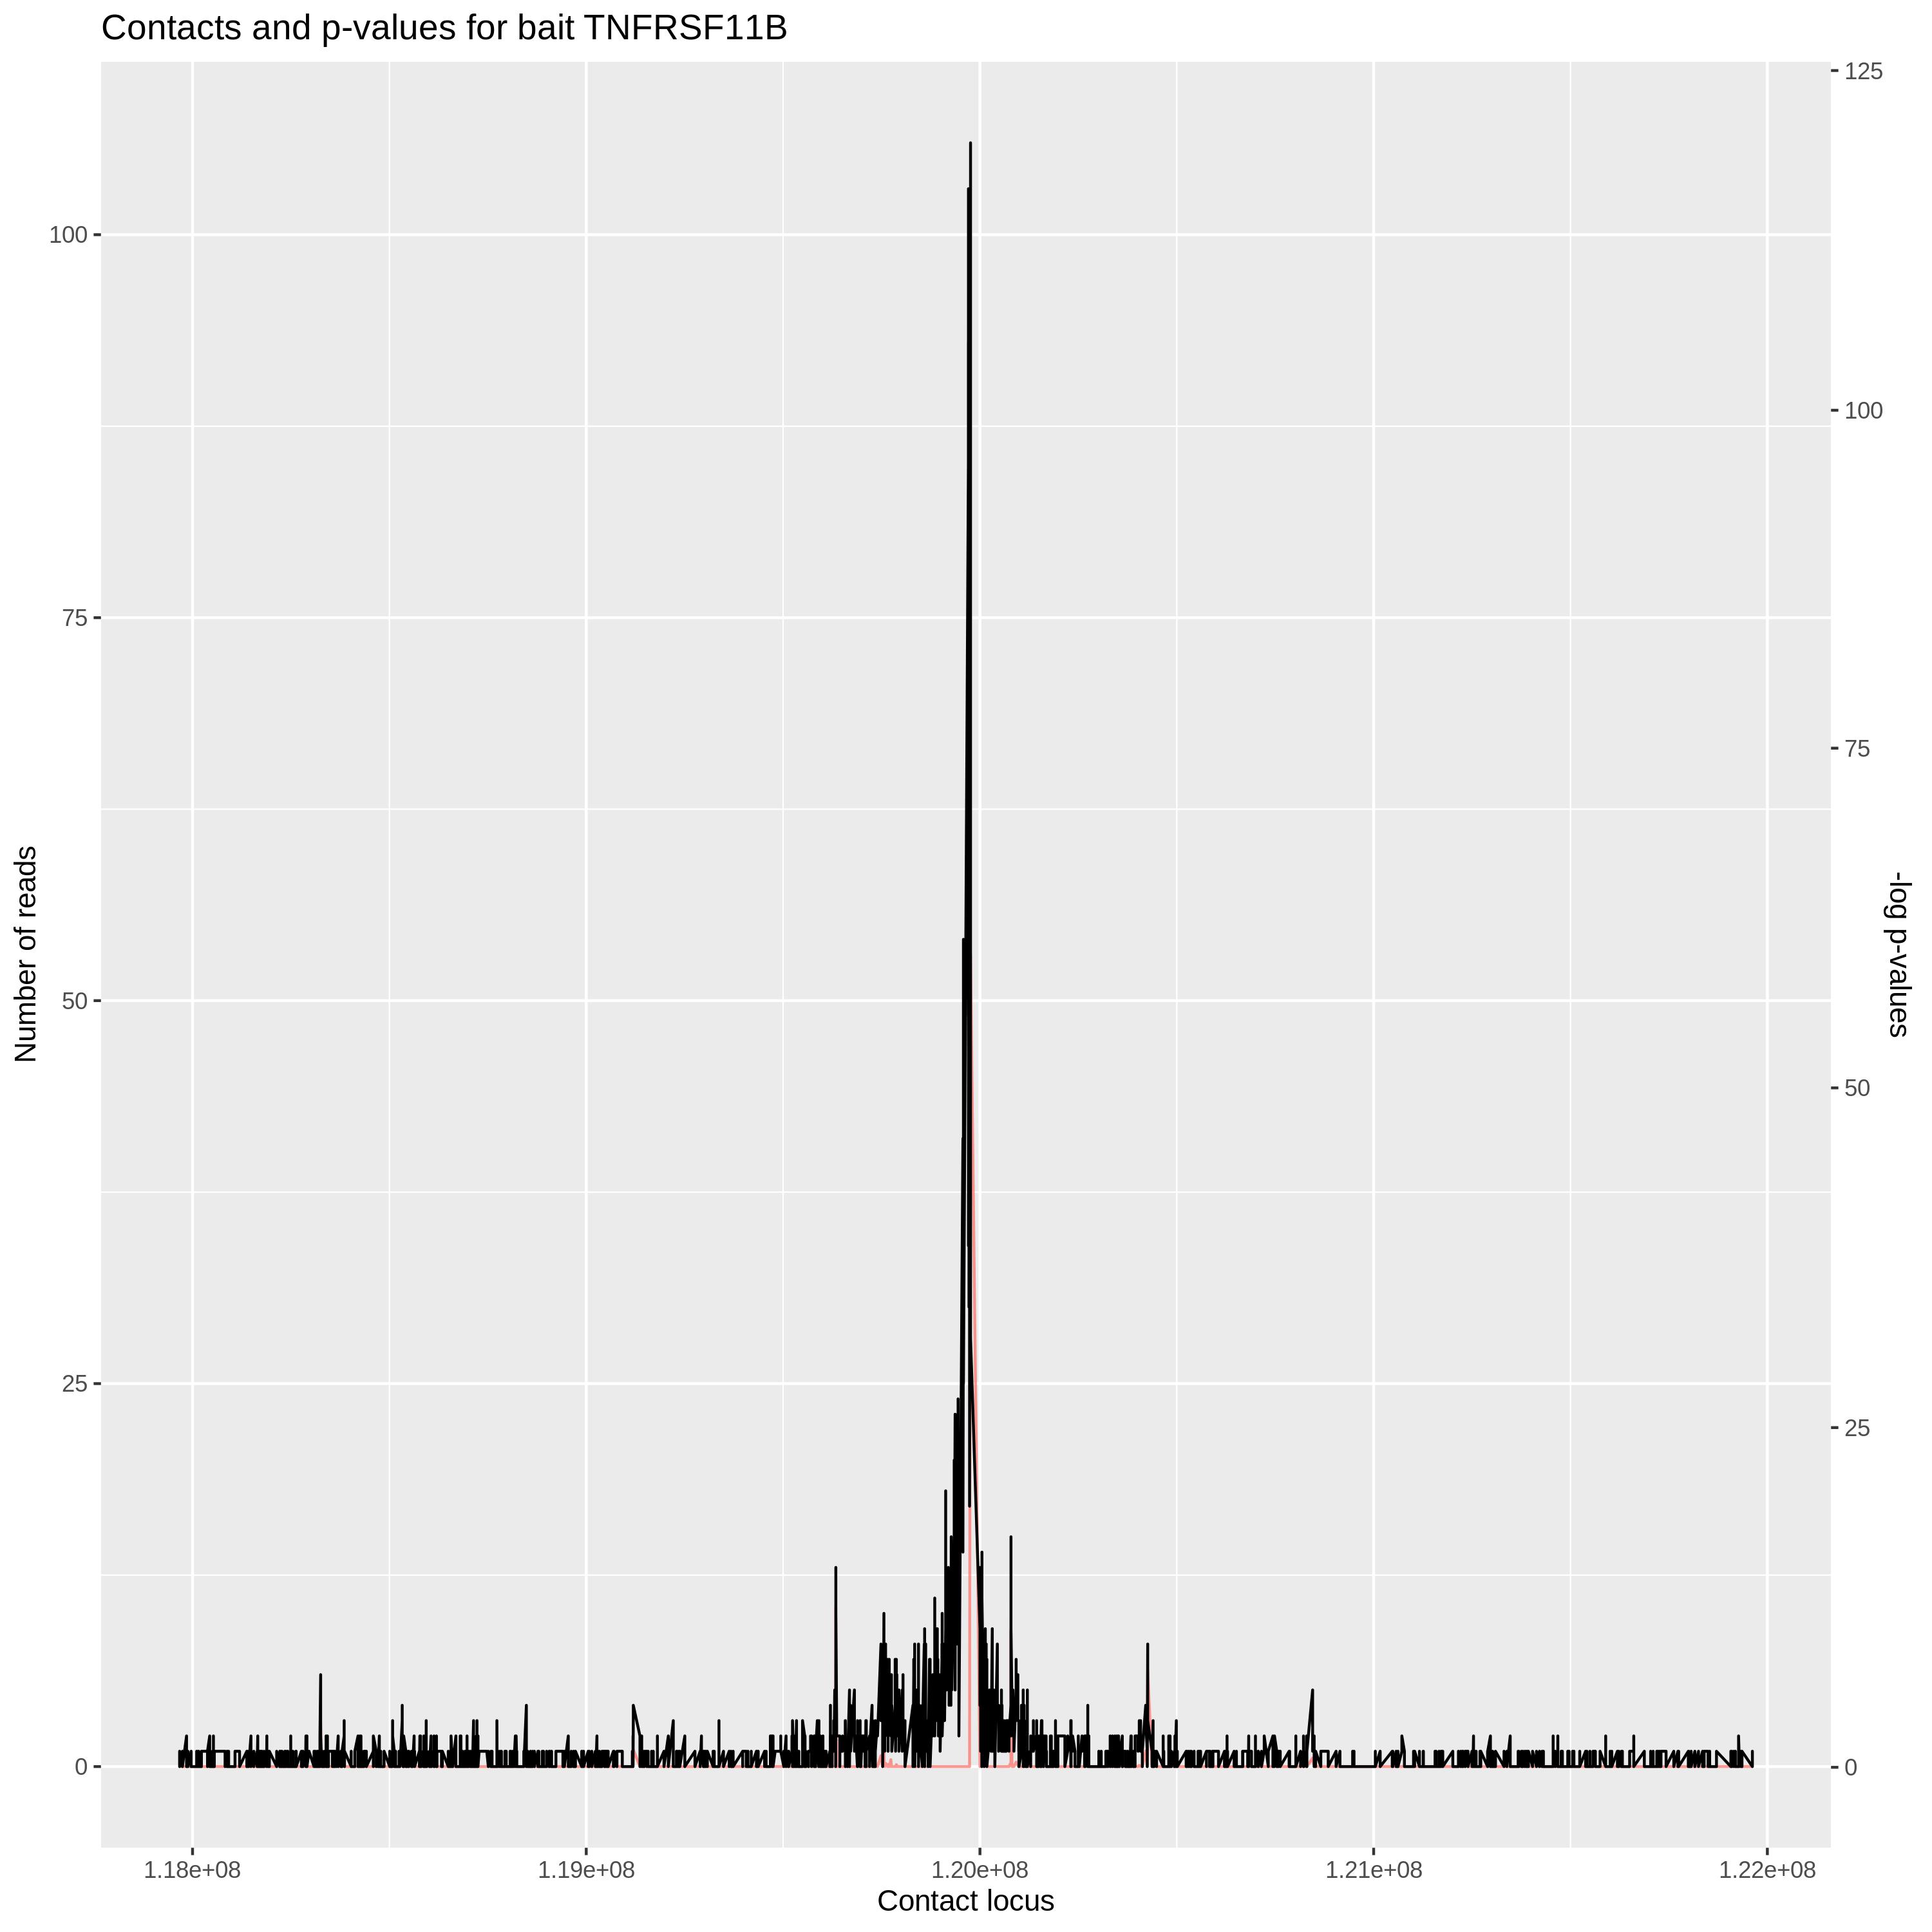 Contacts and p-values for bait TNFRSF11B
Number of reads
100
75
50
25
0
125
100
75
50
25
0
-log p-values
1.18e+08 1.19e+08 1.20e+08 1.21e+08 1.22e+08
Contact locus